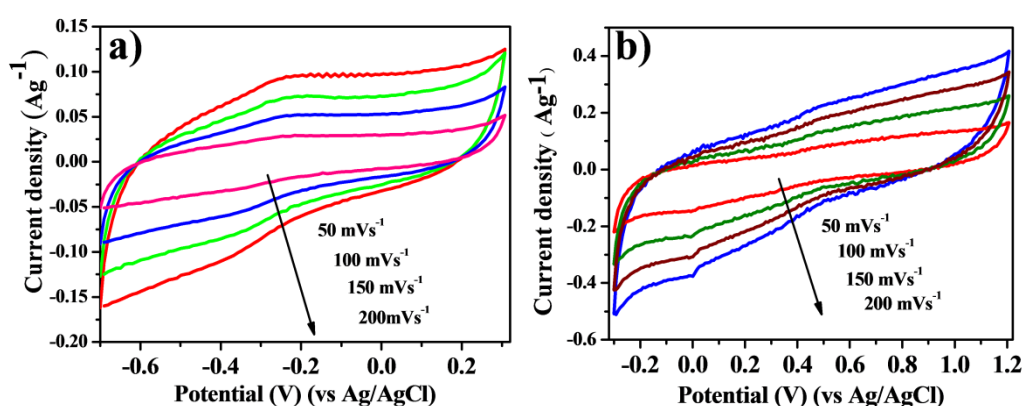 a)
Current density ( Ag⁻¹)
0.15
0.10
0.05
0.00
-0.05
-0.10
-0.15
-0.20
-0.6 -0.4 -0.2 0.0 0.2
Potential (V) (vs Ag/AgCl)
50 mVs⁻¹
100 mVs⁻¹
150 mVs⁻¹
200mVs⁻¹
b)
Current density ( Ag⁻¹)
0.4
0.2
0.0
-0.2
-0.4
-0.6
-0.2 0.0 0.2 0.4 0.6 0.8 1.0 1.2
Potential (V) (vs Ag/AgCl)
50 mVs⁻¹
100 mVs⁻¹
150 mVs⁻¹
200 mVs⁻¹